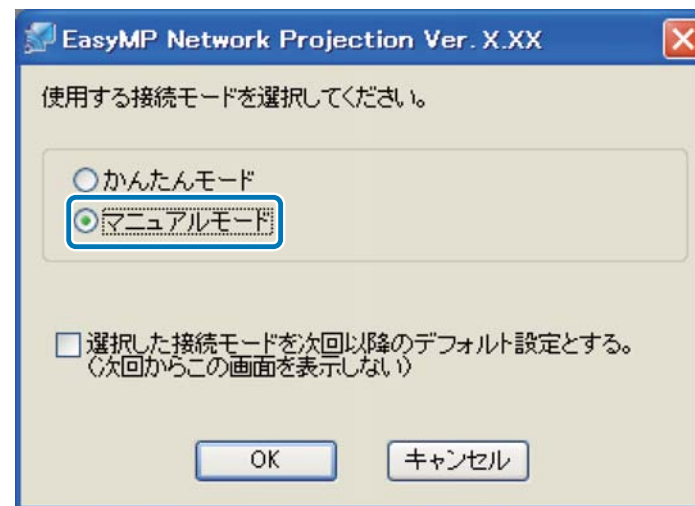 EasyMP Network Projection Ver. X.XX
使用する接続モードを選択してください。
かんたんモード
マニュアルモード
選択した接続モードを次回以降のデフォルト設定とする。
(次回からこの画面を表示しない)
OK
キャンセル